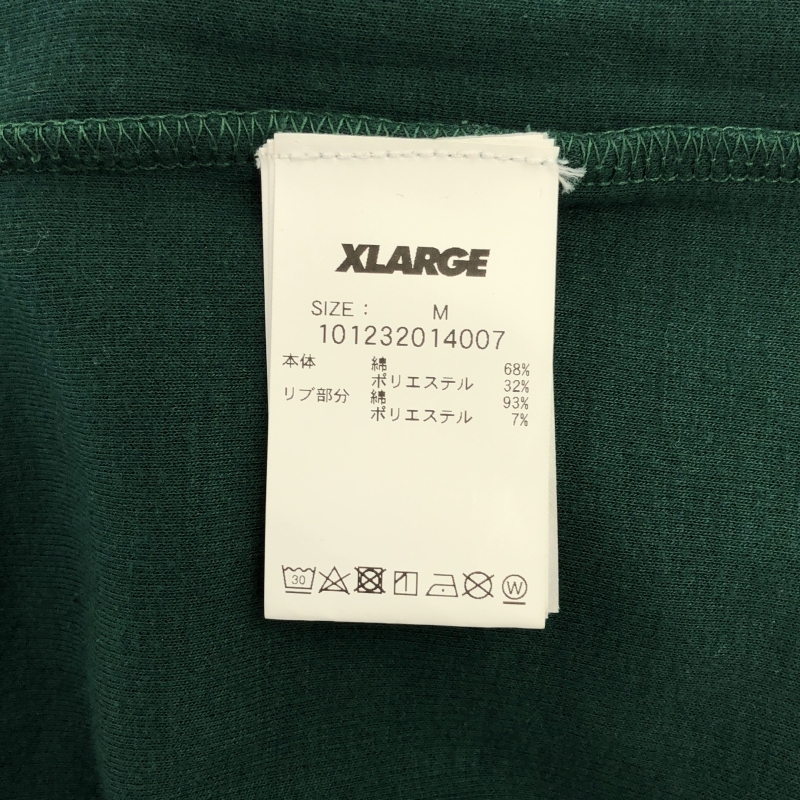 XLARGE
SIZE : M
101232014007
本体 綿 68%
ポリエステル 32%
リブ部分 綿 93%
ポリエステル 7%
30 W